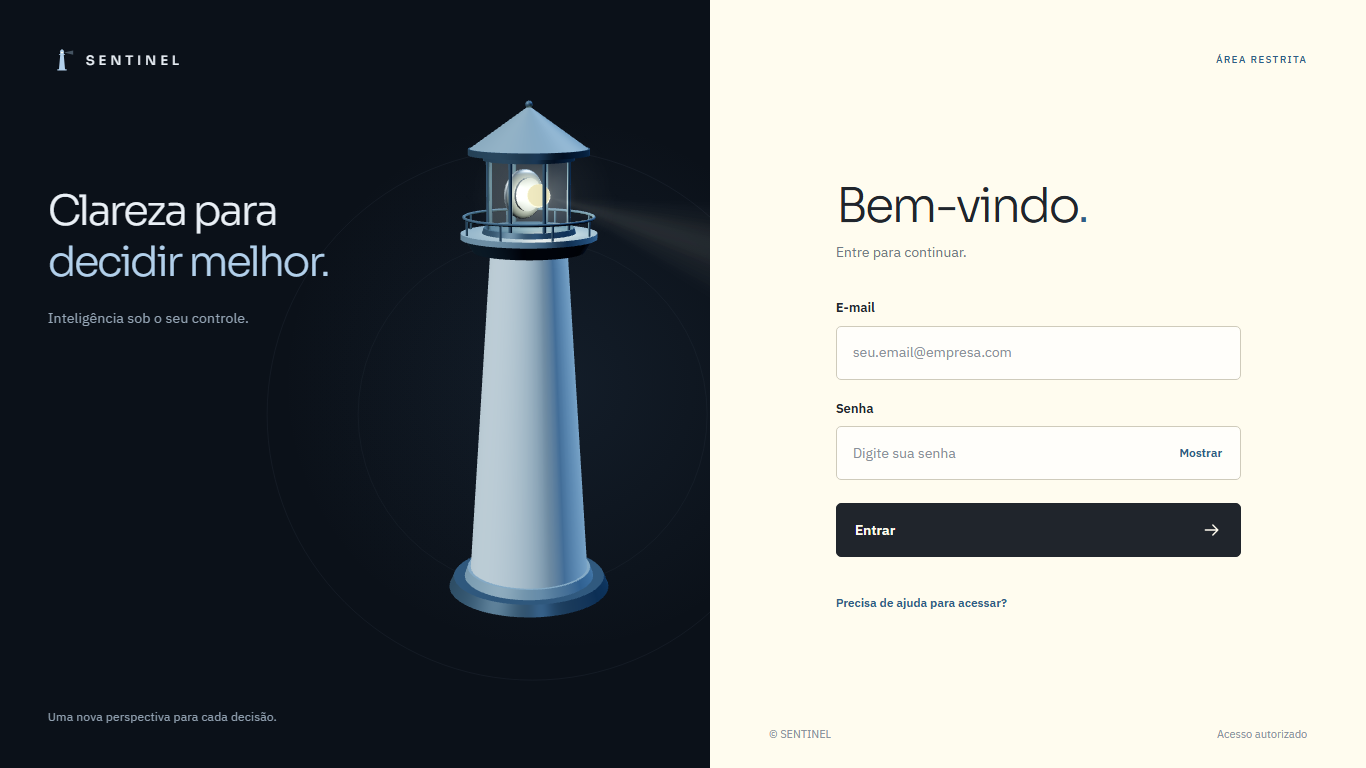 SENTINEL
Clareza para
decidir melhor.
Inteligência sob o seu controle.
Uma nova perspectiva para cada decisão.
ÁREA RESTRITA
Bem-vindo.
Entre para continuar.
E-mail
seu.email@empresa.com
Senha
Digite sua senha Mostrar
Entrar
Precisa de ajuda para acessar?
© SENTINEL Acesso autorizado